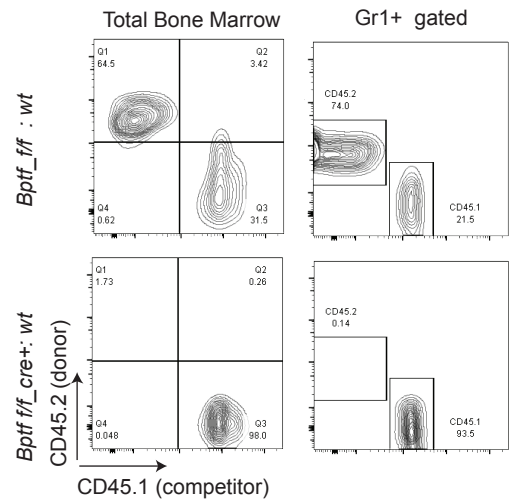 Total Bone Marrow
Gr1+ gated
Bptf_f/f : wt
Q1
64.5
Q2
3.42
Q4
0.62
Q3
31.5
CD45.2
74.0
CD45.1
21.5
Bptf f/f_cre+: wt
Q1
1.73
Q2
0.26
Q4
0.048
Q3
98.0
CD45.2
0.14
CD45.1
93.5
CD45.2 (donor)
CD45.1 (competitor)